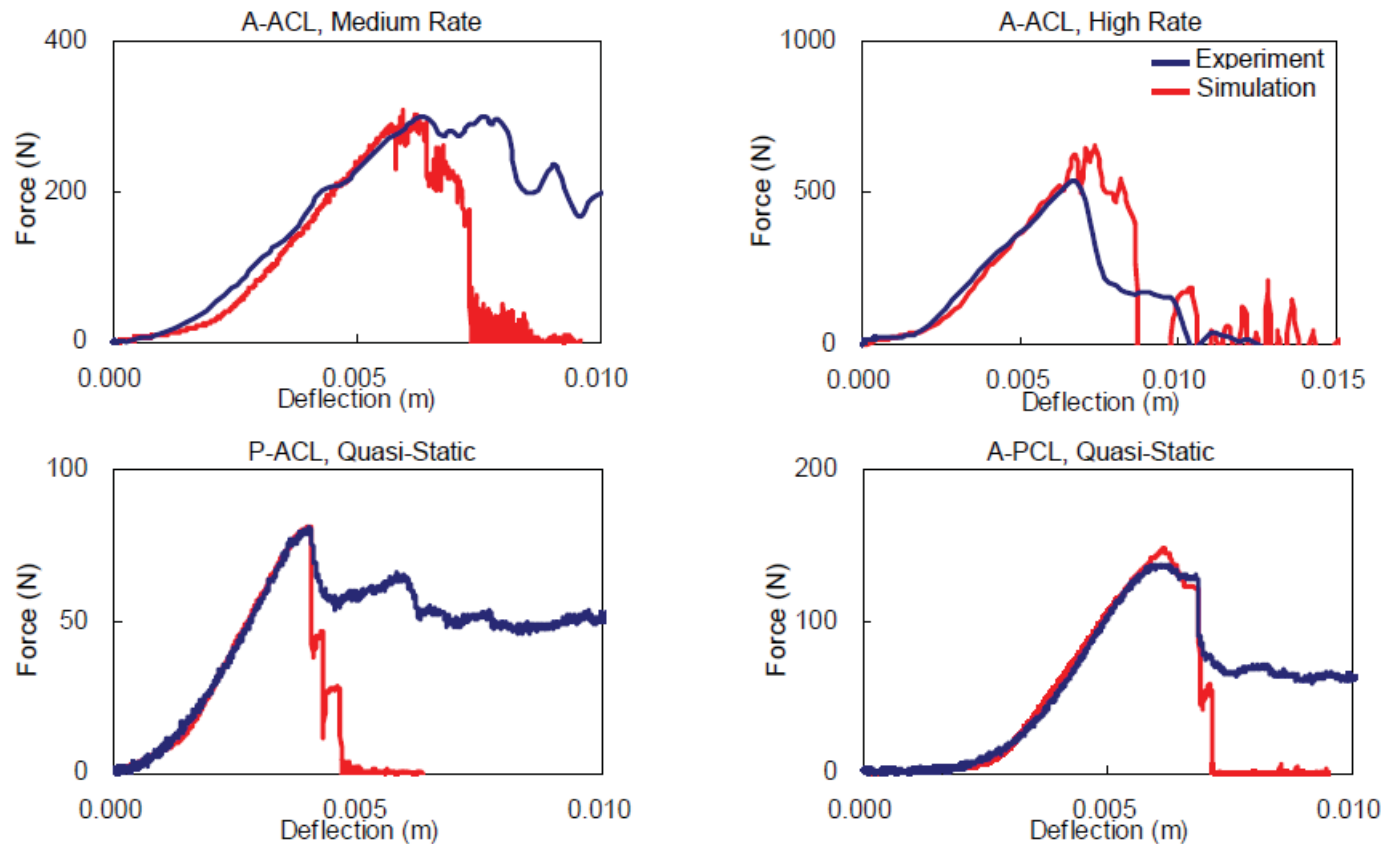 A-ACL, Medium Rate
400
200
0
Force (N)
0.000
0.005
0.010
Deflection (m)
A-ACL, High Rate
1000
500
0
Force (N)
Experiment
Simulation
0.000
0.005
0.010
0.015
Deflection (m)
P-ACL, Quasi-Static
100
50
0
Force (N)
0.000
0.005
0.010
Deflection (m)
A-PCL, Quasi-Static
200
100
0
Force (N)
0.000
0.005
0.010
Deflection (m)